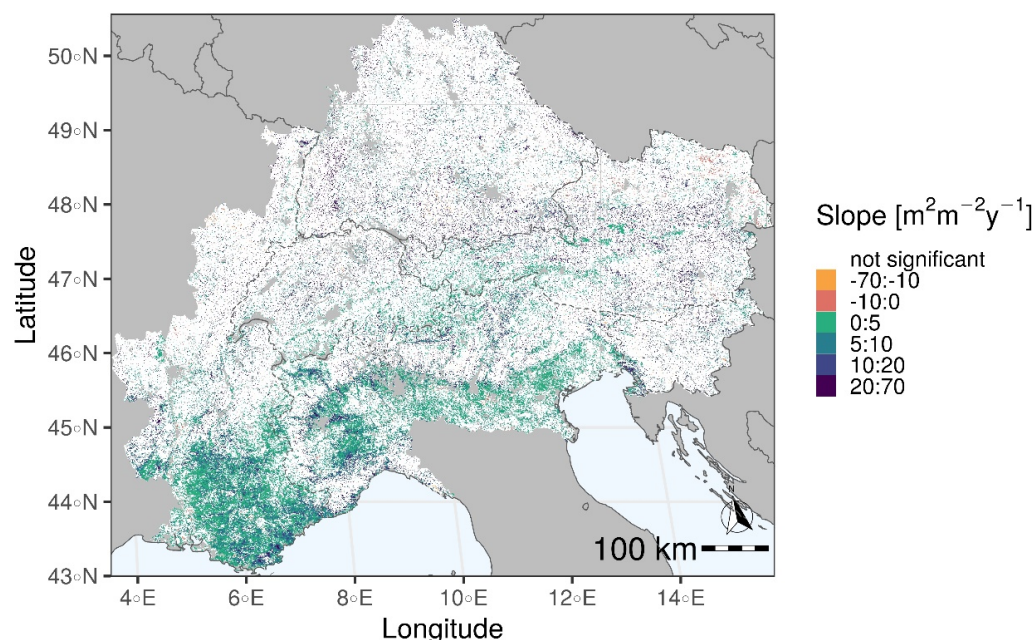 50◦N
49◦N
48◦N
47◦N
46◦N
45◦N
44◦N
43◦N
Latitude
4◦E
6◦E
8◦E
10◦E
12◦E
14◦E
Longitude
N
100 km
Slope [m²m⁻²y⁻¹]
not significant
-70:-10
-10:0
0:5
5:10
10:20
20:70